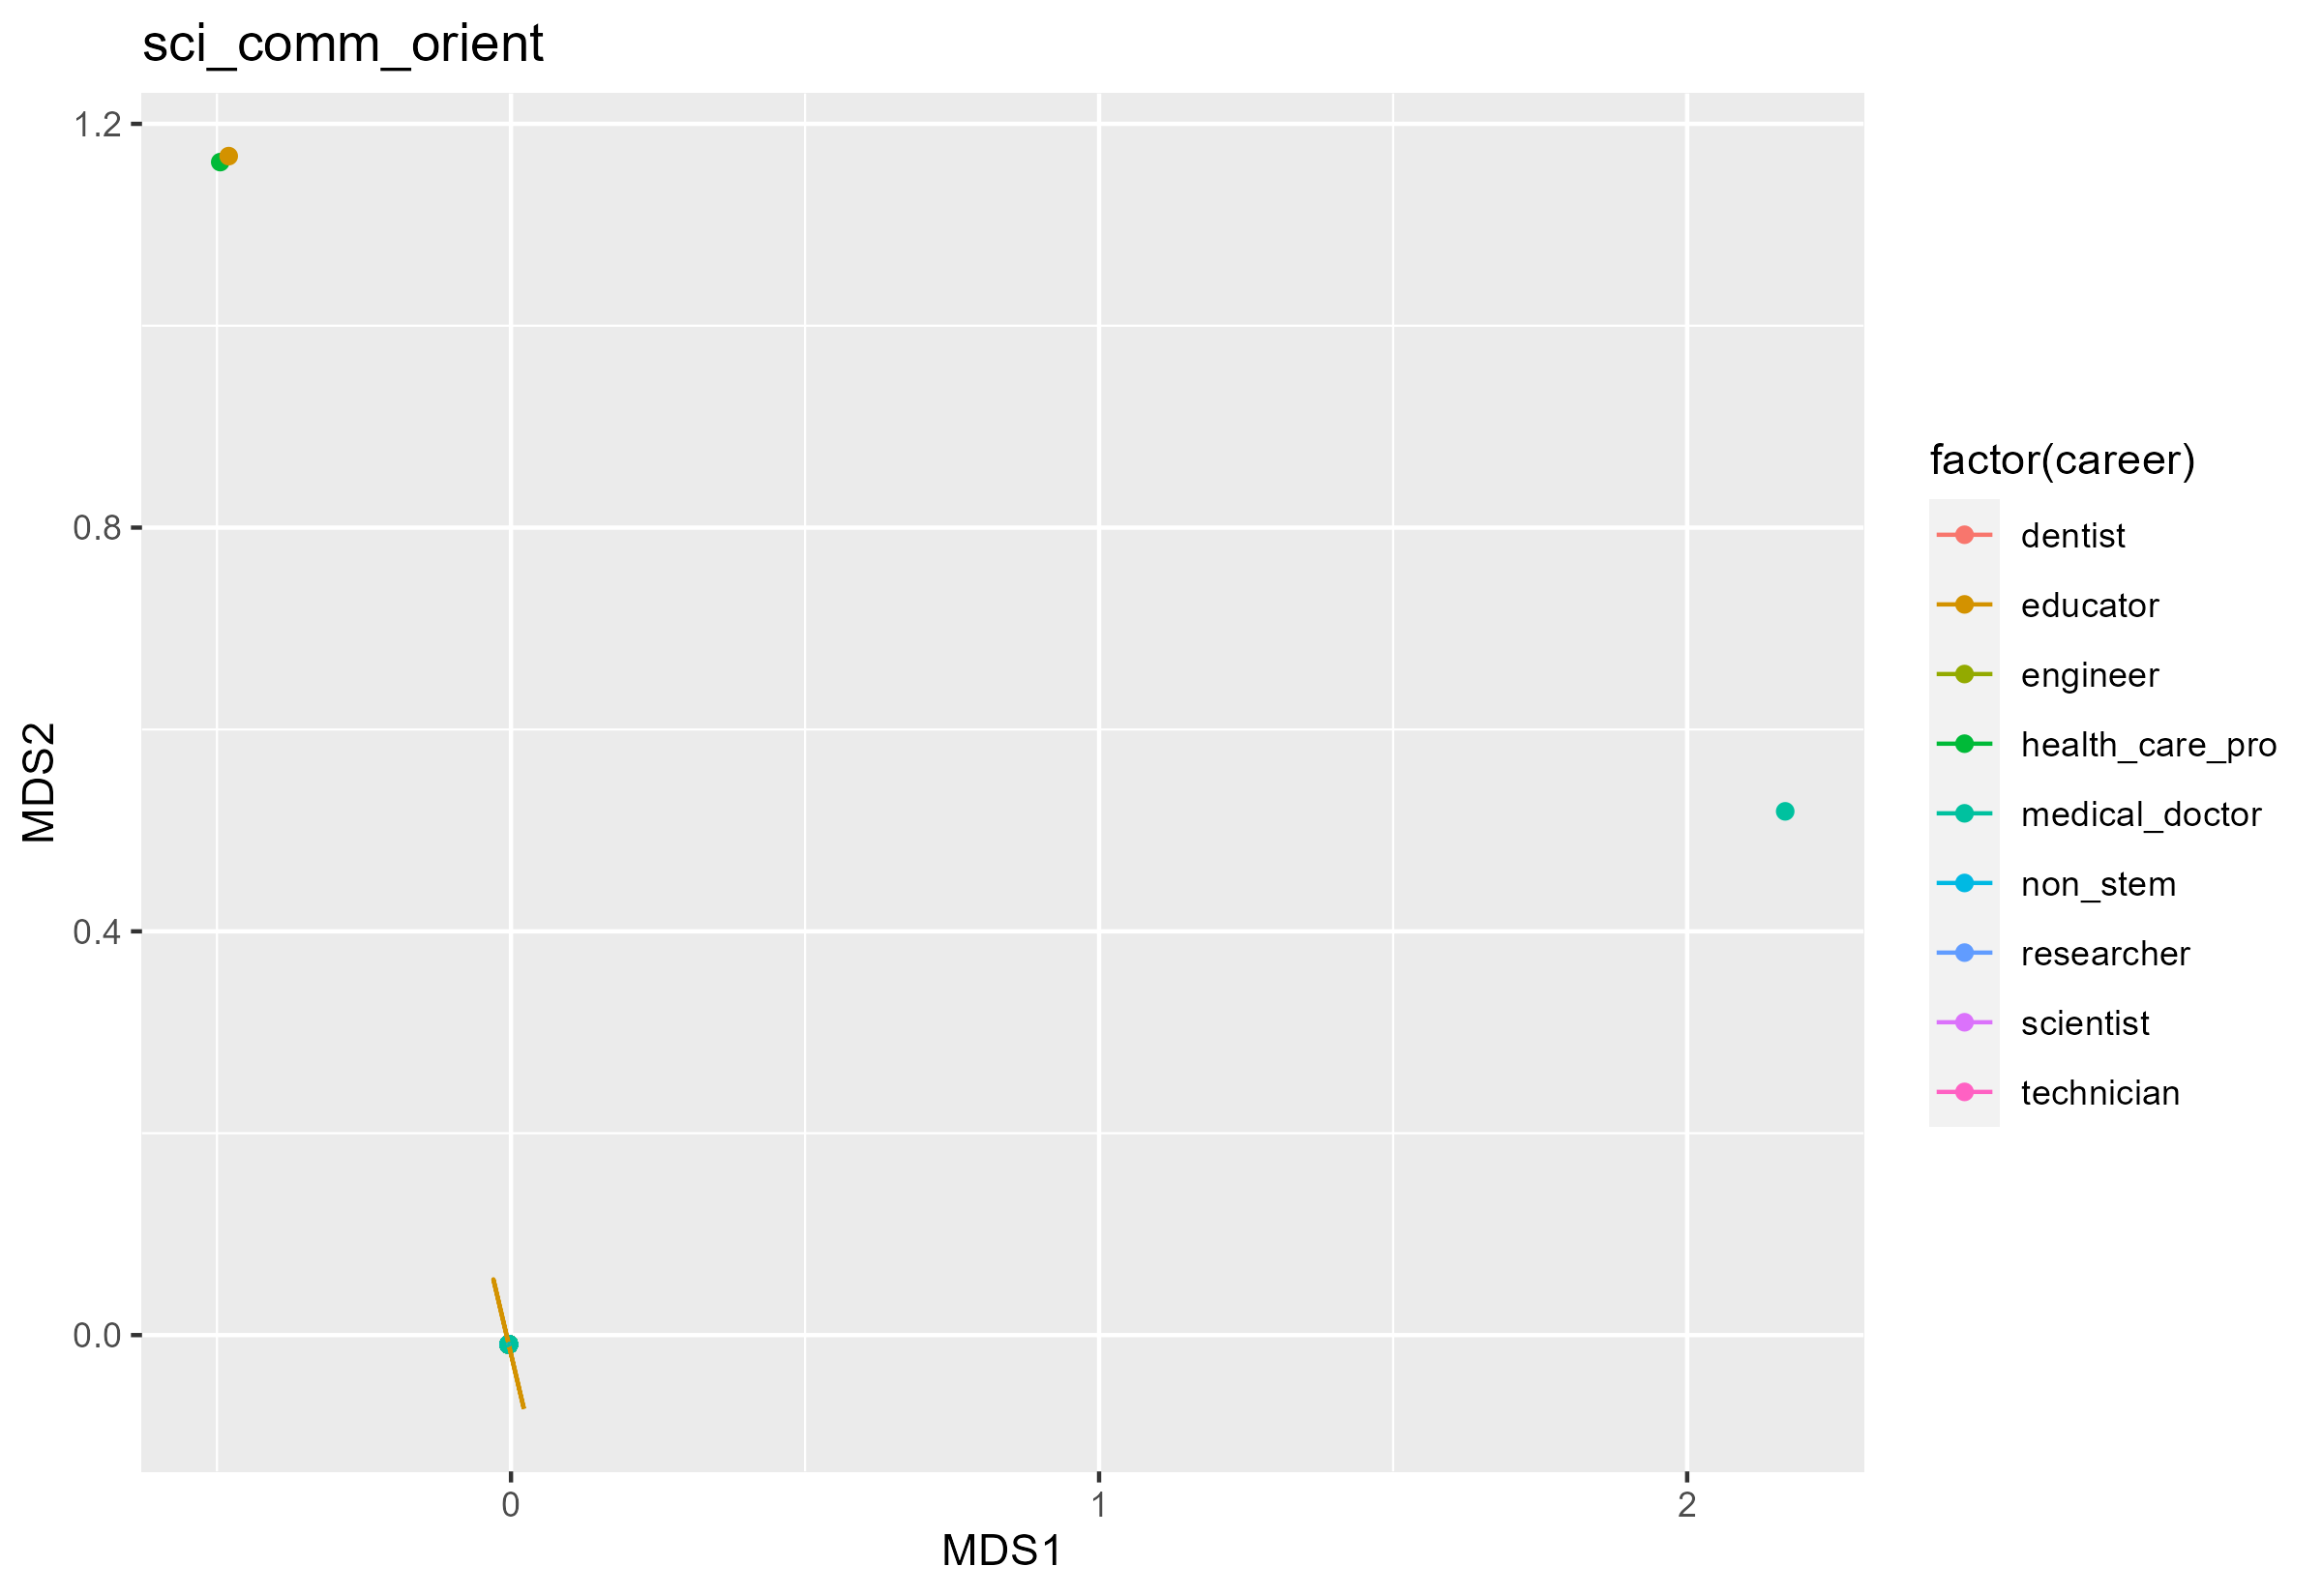 sci_comm_orient
1.2
0.8
0.4
0.0
MDS2
0
1
2
MDS1
factor(career)
dentist
educator
engineer
health_care_pro
medical_doctor
non_stem
researcher
scientist
technician